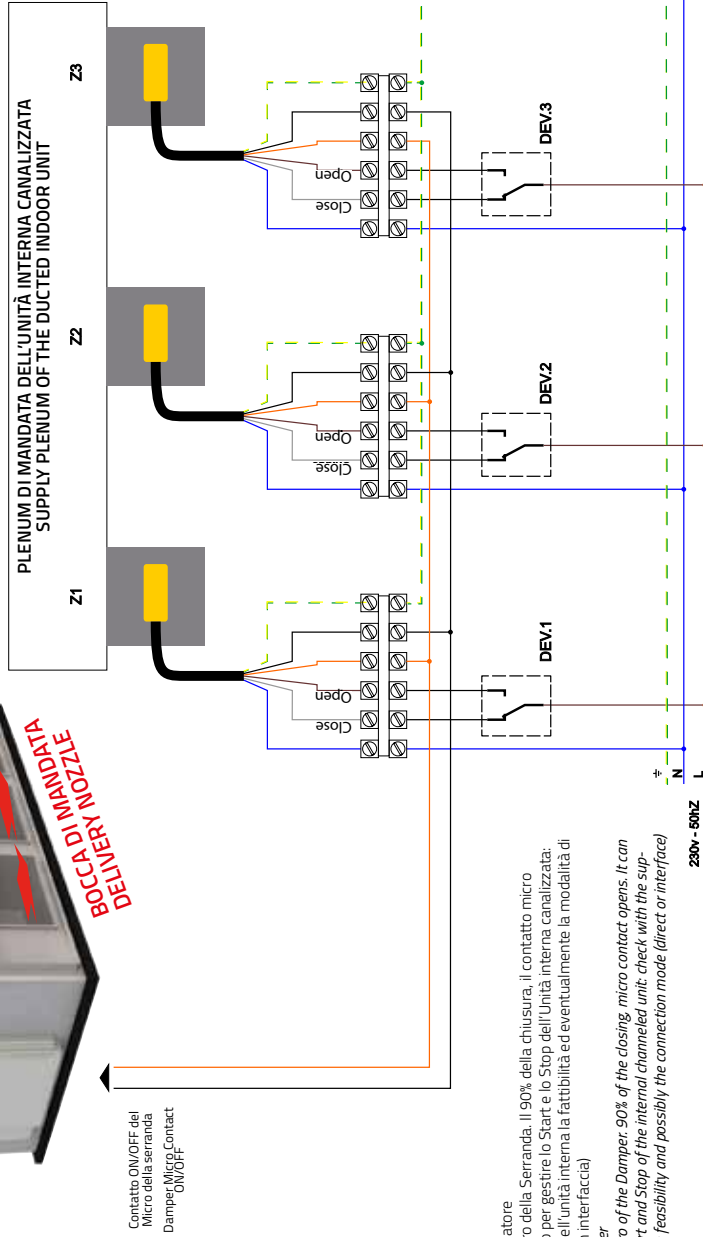 PLENUM DI MANDATA DELL'UNITÀ INTERNA CANALIZZATA
SUPPLY PLENUM OF THE DUCTED INDOOR UNIT
Z1
Z2
Z3
BOCCA DI MANDATA
DELIVERY NOZZLE
Close
Open
Close
Open
Close
Open
DEV.1
DEV.2
DEV.3
Contatto ON/OFF del
Micro della serranda
Damper Micro Contact
ON/OFF
N
L
230v - 50hZ
atore
o della Serranda. Il 90% della chiusura, il contatto micro
o per gestire lo Start e lo Stop dell'Unità interna canalizzata:
ell'unità interna la fattibilità ed eventualmente la modalità di
n interfaccia)
er
ro of the Damper. 90% of the closing, micro contact opens. It can
rt and Stop of the internal channeled unit: check with the sup-
feasibility and possibly the connection mode (direct or interface)